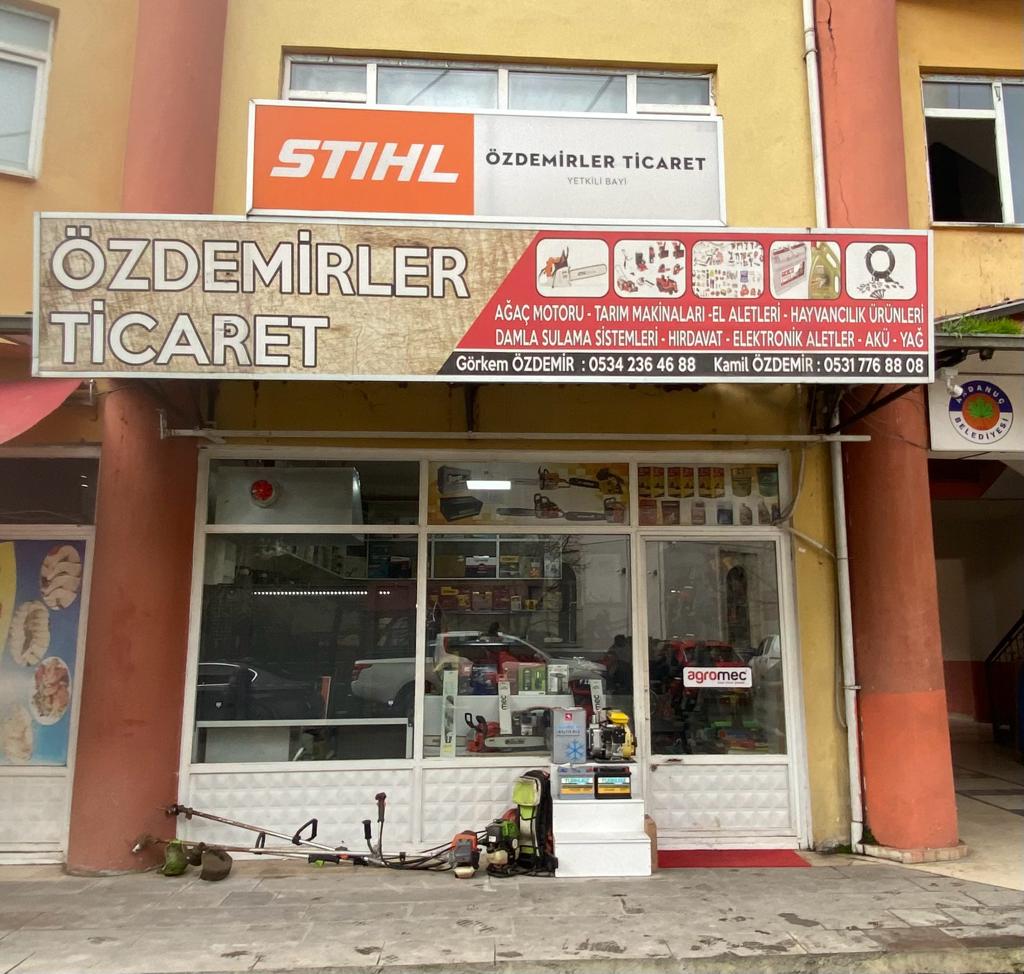 STIHL
ÖZDEMİRLER TİCARET
YETKİLİ BAYİ
ÖZDEMİRLER
TİCARET
AĞAÇ MOTORU - TARIM MAKİNALARI -EL ALETLERİ - HAYVANCILIK ÜRÜNLERİ
DAMLA SULAMA SİSTEMLERİ - HIRDAVAT - ELEKTRONİK ALETLER - AKÜ - YAĞ
Görkem ÖZDEMİR : 0534 236 46 88 Kamil ÖZDEMİR : 0531 776 88 08
ARDANUÇ
BELEDİYESİ
agromec